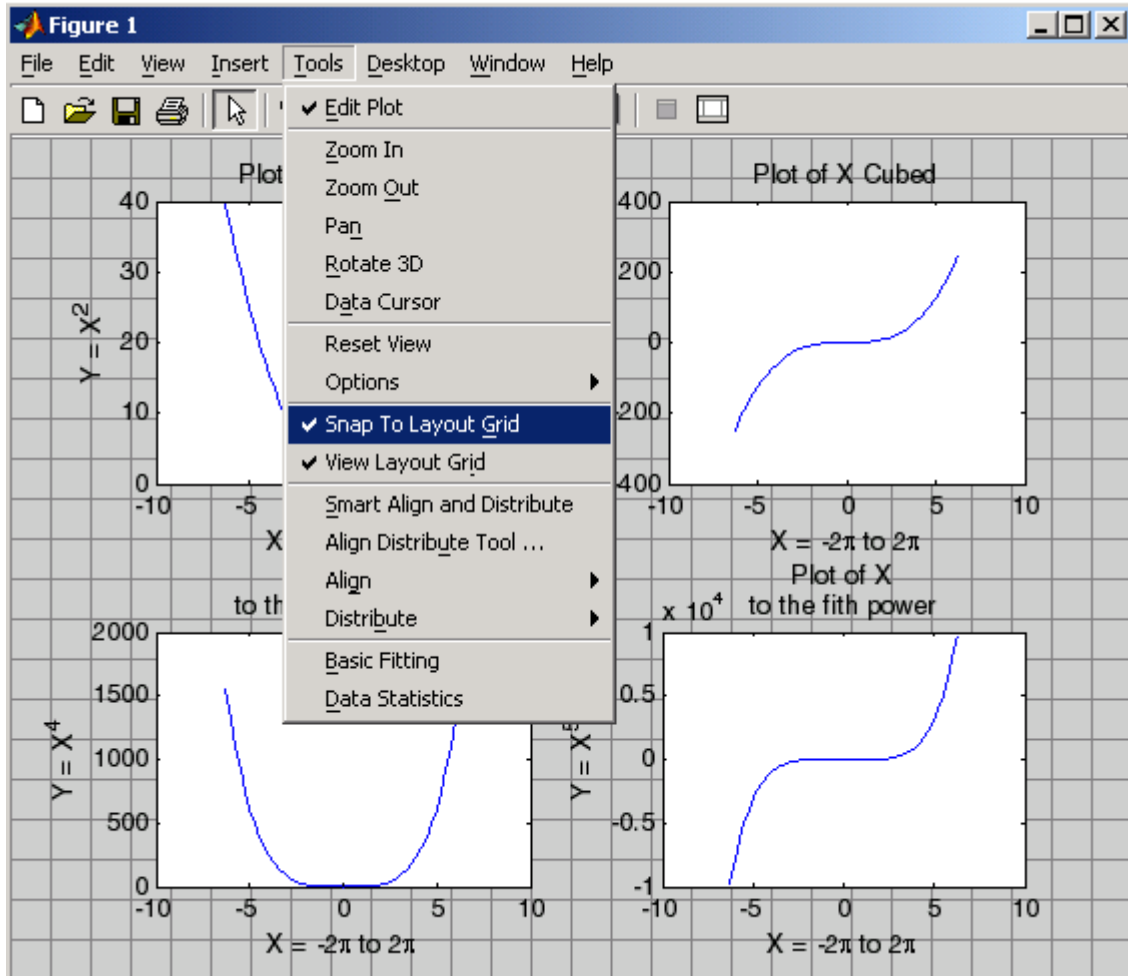 Figure 1
File Edit View Insert Tools Desktop Window Help
Edit Plot
Zoom In
Zoom Out
Pan
Rotate 3D
Data Cursor
Reset View
Options
Snap To Layout Grid
View Layout Grid
Smart Align and Distribute
Align Distribute Tool ...
Align
Distribute
Basic Fitting
Data Statistics
Plot
40
30
20
10
0
-10 -5
Y = X²
X
Plot of X Cubed
400
200
0
-200
-400
-10 -5 0 5 10
X = -2π to 2π
to th
2000
1500
1000
500
0
-10 -5 0 5 10
Y = X⁴
X = -2π to 2π
Plot of X
to the fith power
x 10⁴
1
0.5
0
-0.5
-1
-10 -5 0 5 10
Y = X⁵
X = -2π to 2π